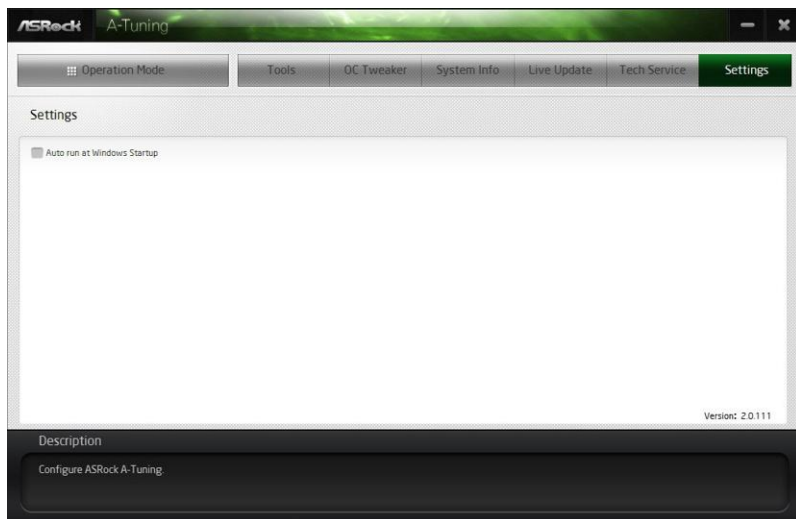 ASRock A-Tuning
Operation Mode Tools OC Tweaker System Info Live Update Tech Service Settings
Settings
Auto run at Windows Startup
Version: 2.0.111
Description
Configure ASRock A-Tuning.